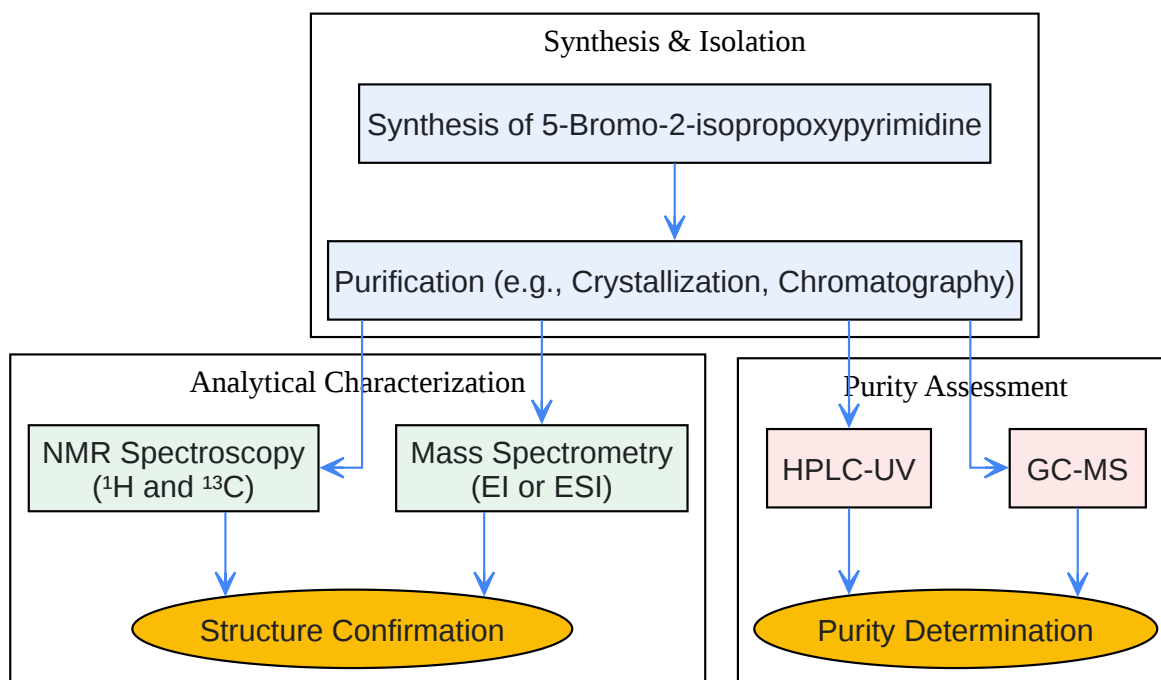 Synthesis & Isolation
Synthesis of 5-Bromo-2-isopropoxypyrimidine
Purification (e.g., Crystallization, Chromatography)
Analytical Characterization
NMR Spectroscopy
(¹H and ¹³C)
Mass Spectrometry
(EI or ESI)
Structure Confirmation
Purity Assessment
HPLC-UV
GC-MS
Purity Determination